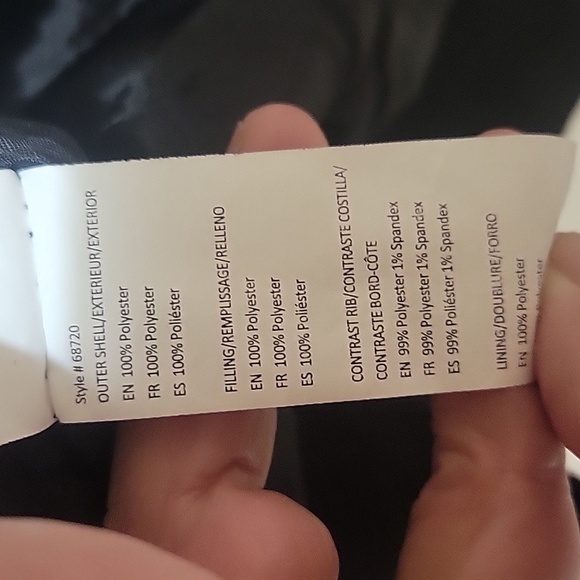 Style # 68720
OUTER SHELL/EXTERIEUR/EXTERIOR
EN 100% Polyester
FR 100% Polyester
ES 100% Poliéster
FILLING/REMPLISSAGE/RELLENO
EN 100% Polyester
FR 100% Polyester
ES 100% Poliéster
CONTRAST RIB/CONTRASTE COSTILLA/
CONTRASTE BORD-CÔTE
EN 99% Polyester 1% Spandex
FR 99% Polyester 1% Spandex
ES 99% Poliéster 1% Spandex
LINING/DOUBLURE/FORRO
EN 100% Polyester